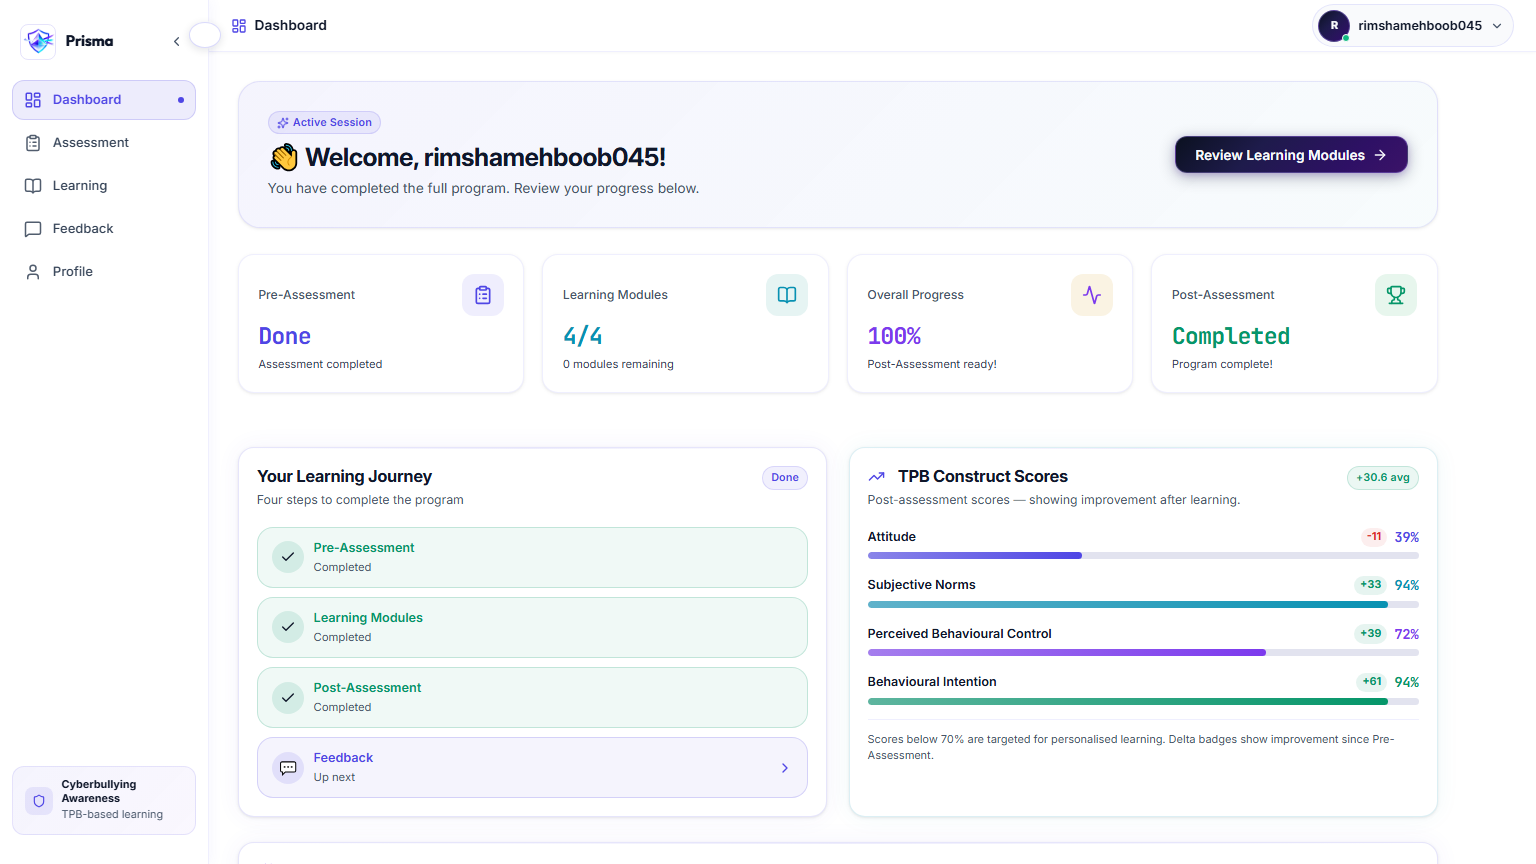 Prisma
Dashboard
Assessment
Learning
Feedback
Profile
Cyberbullying
Awareness
TPB-based learning
Dashboard
R
rimshamehboob045
Active Session
👋 Welcome, rimshamehboob045!
You have completed the full program. Review your progress below.
Review Learning Modules →
Pre-Assessment
Done
Assessment completed
Learning Modules
4/4
0 modules remaining
Overall Progress
100%
Post-Assessment ready!
Post-Assessment
Completed
Program complete!
Your Learning Journey
Done
Four steps to complete the program
Pre-Assessment
Completed
Learning Modules
Completed
Post-Assessment
Completed
Feedback
Up next
TPB Construct Scores
+30.6 avg
Post-assessment scores — showing improvement after learning.
Attitude -11 39%
Subjective Norms +33 94%
Perceived Behavioural Control +39 72%
Behavioural Intention +61 94%
Scores below 70% are targeted for personalised learning. Delta badges show improvement since Pre-
Assessment.